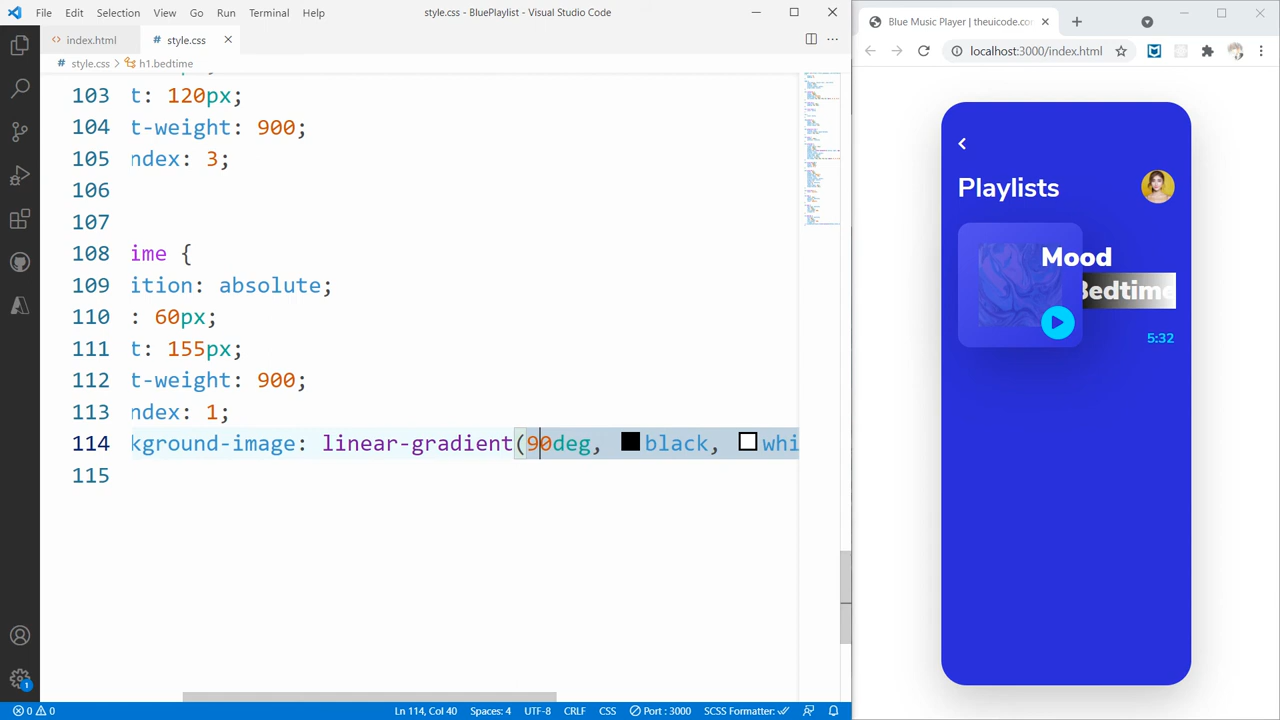 File Edit Selection View Go Run Terminal Help style.css - BluePlaylist - Visual Studio Code
index.html style.css
style.css > h1.bedtime
103 t: 120px;
104 t-weight: 900;
105 ndex: 3;
106
107
108 ime {
109 ition: absolute;
110 : 60px;
111 t: 155px;
112 t-weight: 900;
113 ndex: 1;
114 kground-image: linear-gradient(90deg, black, whi
115
0 0 Ln 114, Col 40 Spaces: 4 UTF-8 CRLF CSS Port : 3000 SCSS Formatter:
1
Blue Music Player | theuicode.con
localhost:3000/index.html
Playlists
Mood
Bedtime
5:32